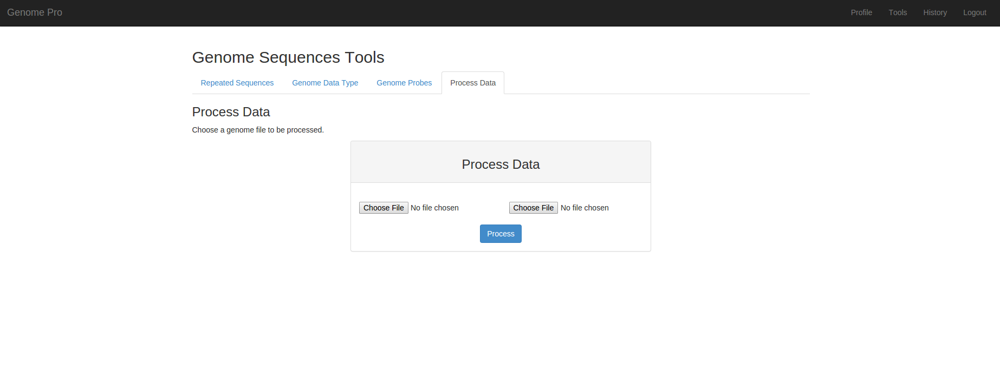 Genome Pro Profile Tools History Logout
Genome Sequences Tools
Repeated Sequences Genome Data Type Genome Probes Process Data
Process Data
Choose a genome file to be processed.
Process Data
Choose File No file chosen Choose File No file chosen
Process